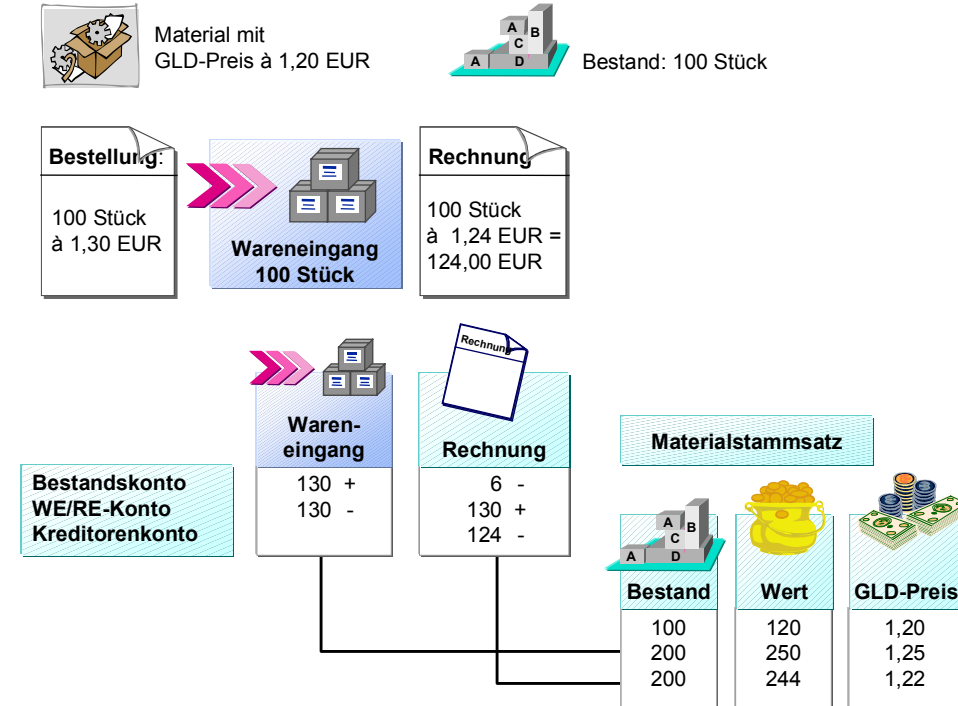 Material mit
GLD-Preis à 1,20 EUR
A
B
C
A
D
Bestand: 100 Stück
Bestellung:
100 Stück
à 1,30 EUR
Wareneingang
100 Stück
Rechnung
100 Stück
à 1,24 EUR =
124,00 EUR
Rechnung
Waren-
eingang
Rechnung
Materialstammsatz
Bestandskonto
WE/RE-Konto
Kreditorenkonto
130 +
130 -
6 -
130 +
124 -
A
B
C
A
D
Bestand
Wert
GLD-Preis
100 120 1,20
200 250 1,25
200 244 1,22